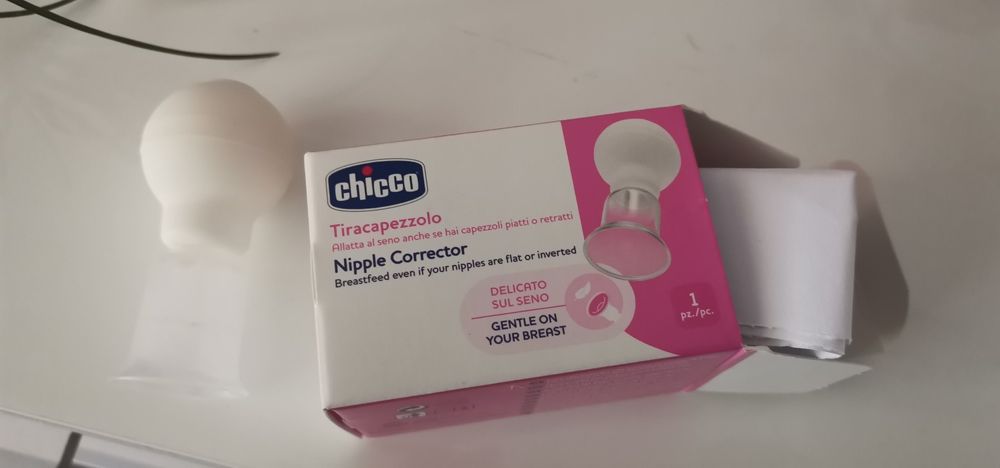 chicco
Tiracapezzolo
Allatta al seno anche se hai capezzoli piatti o retratti
Nipple Corrector
Breastfeed even if your nipples are flat or inverted
DELICATO
SUL SENO
GENTLE ON
YOUR BREAST
1
pz./pc.